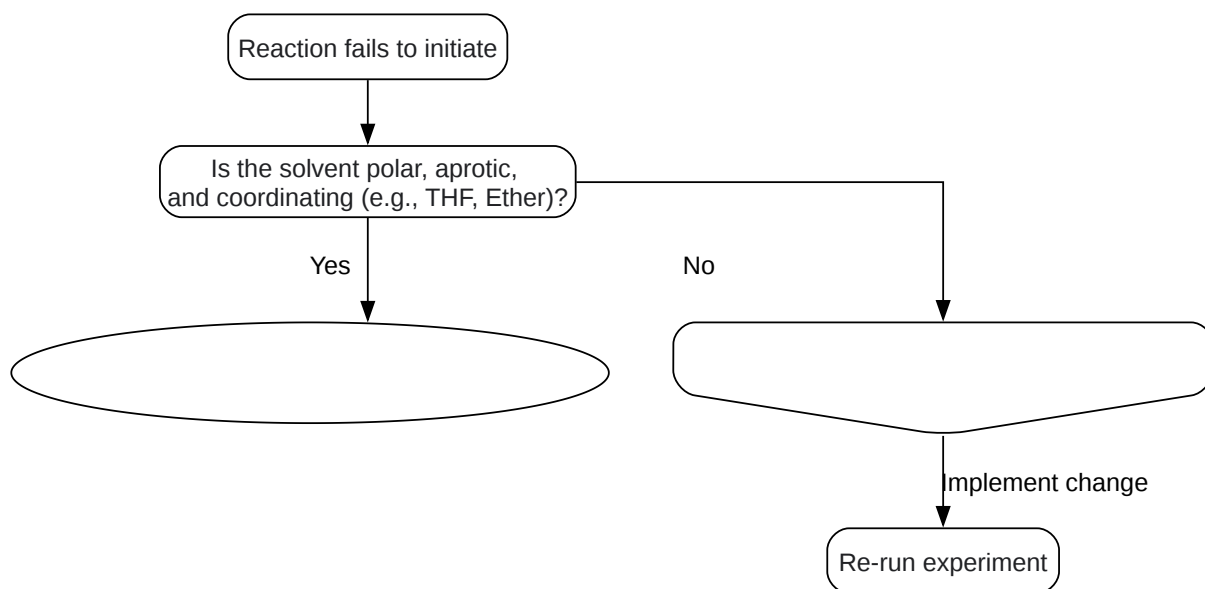 Reaction fails to initiate
Is the solvent polar, aprotic,
and coordinating (e.g., THF, Ether)?
Yes
No
Implement change
Re-run experiment